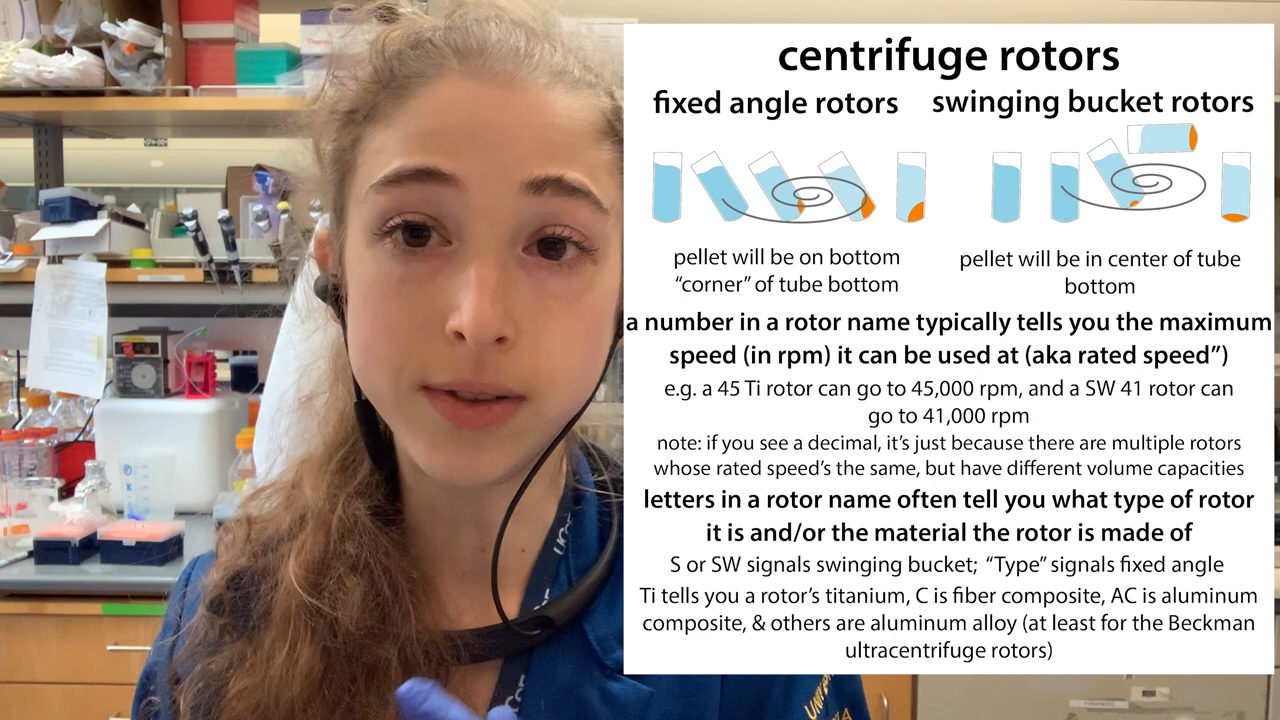 centrifuge rotors
fixed angle rotors
swinging bucket rotors
pellet will be on bottom
“corner” of tube bottom
pellet will be in center of tube
bottom
a number in a rotor name typically tells you the maximum
speed (in rpm) it can be used at (aka rated speed”)
e.g. a 45 Ti rotor can go to 45,000 rpm, and a SW 41 rotor can
go to 41,000 rpm
note: if you see a decimal, it’s just because there are multiple rotors
whose rated speed’s the same, but have different volume capacities
letters in a rotor name often tell you what type of rotor
it is and/or the material the rotor is made of
S or SW signals swinging bucket; “Type” signals fixed angle
Ti tells you a rotor’s titanium, C is fiber composite, AC is aluminum
composite, & others are aluminum alloy (at least for the Beckman
ultracentrifuge rotors)